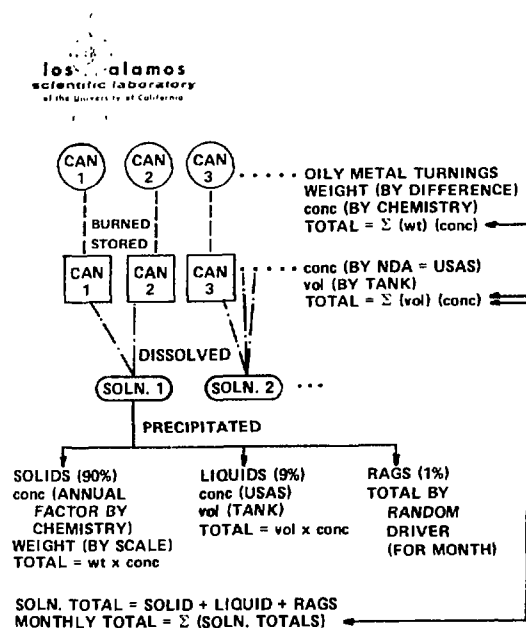 los alamos
scientific laboratory
of the University of California
CAN 1
CAN 2
CAN 3
. . . . . OILY METAL TURNINGS
WEIGHT (BY DIFFERENCE)
conc (BY CHEMISTRY)
TOTAL = Σ (wt) (conc)
BURNED
STORED
CAN 1
CAN 2
CAN 3
. . . . . conc (BY NDA = USAS)
vol (BY TANK)
TOTAL = Σ (vol) (conc)
DISSOLVED
SOLN. 1
SOLN. 2
. . .
PRECIPITATED
SOLIDS (90%)
conc (ANNUAL
FACTOR BY
CHEMISTRY)
WEIGHT (BY SCALE)
TOTAL = wt x conc
LIQUIDS (9%)
conc (USAS)
vol (TANK)
TOTAL = vol x conc
RAGS (1%)
TOTAL BY
RANDOM
DRIVER
(FOR MONTH)
SOLN. TOTAL = SOLID + LIQUID + RAGS
MONTHLY TOTAL = Σ (SOLN. TOTALS)